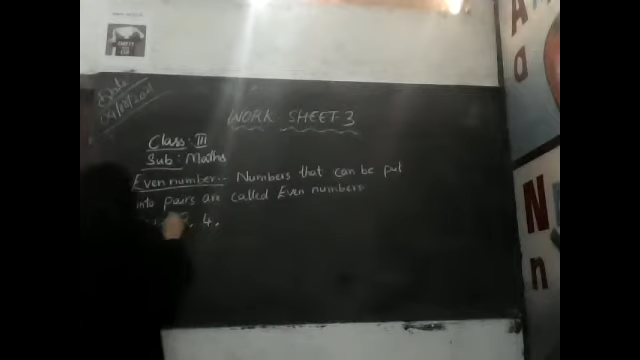 Date
WORK SHEET-3
Class: III
Sub: Maths
Even number:- Numbers that can be put
into pairs are called Even numbers
2. 4.
A
a
N
n